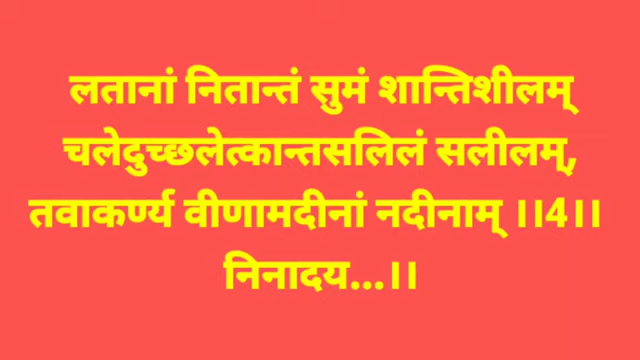 लतानां नितान्तं सुमं शान्तिशीलम्
चलेदुच्छलेत्कान्तसलिलं सलीलम्,
तवाकर्ण्य वीणामदीनां नदीनाम् ।।4।।
निनादय...।।